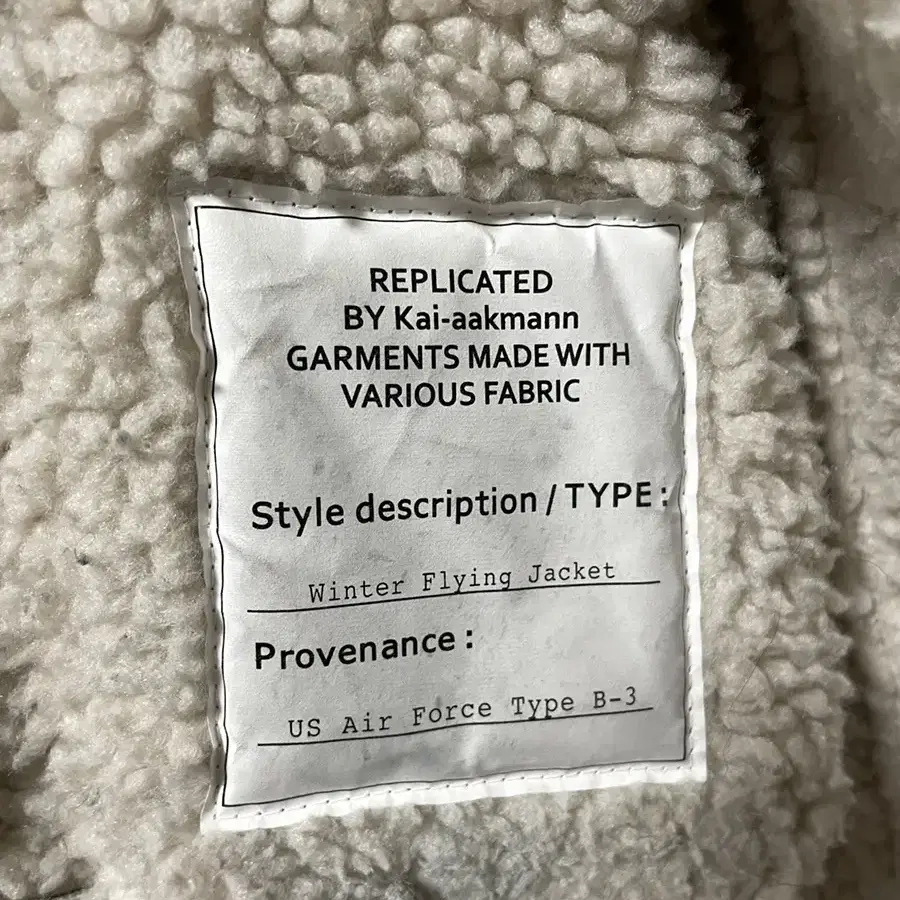 REPLICATED
BY Kai-aakmann
GARMENTS MADE WITH
VARIOUS FABRIC
Style description / TYPE :
Winter Flying Jacket
Provenance :
US Air Force Type B-3